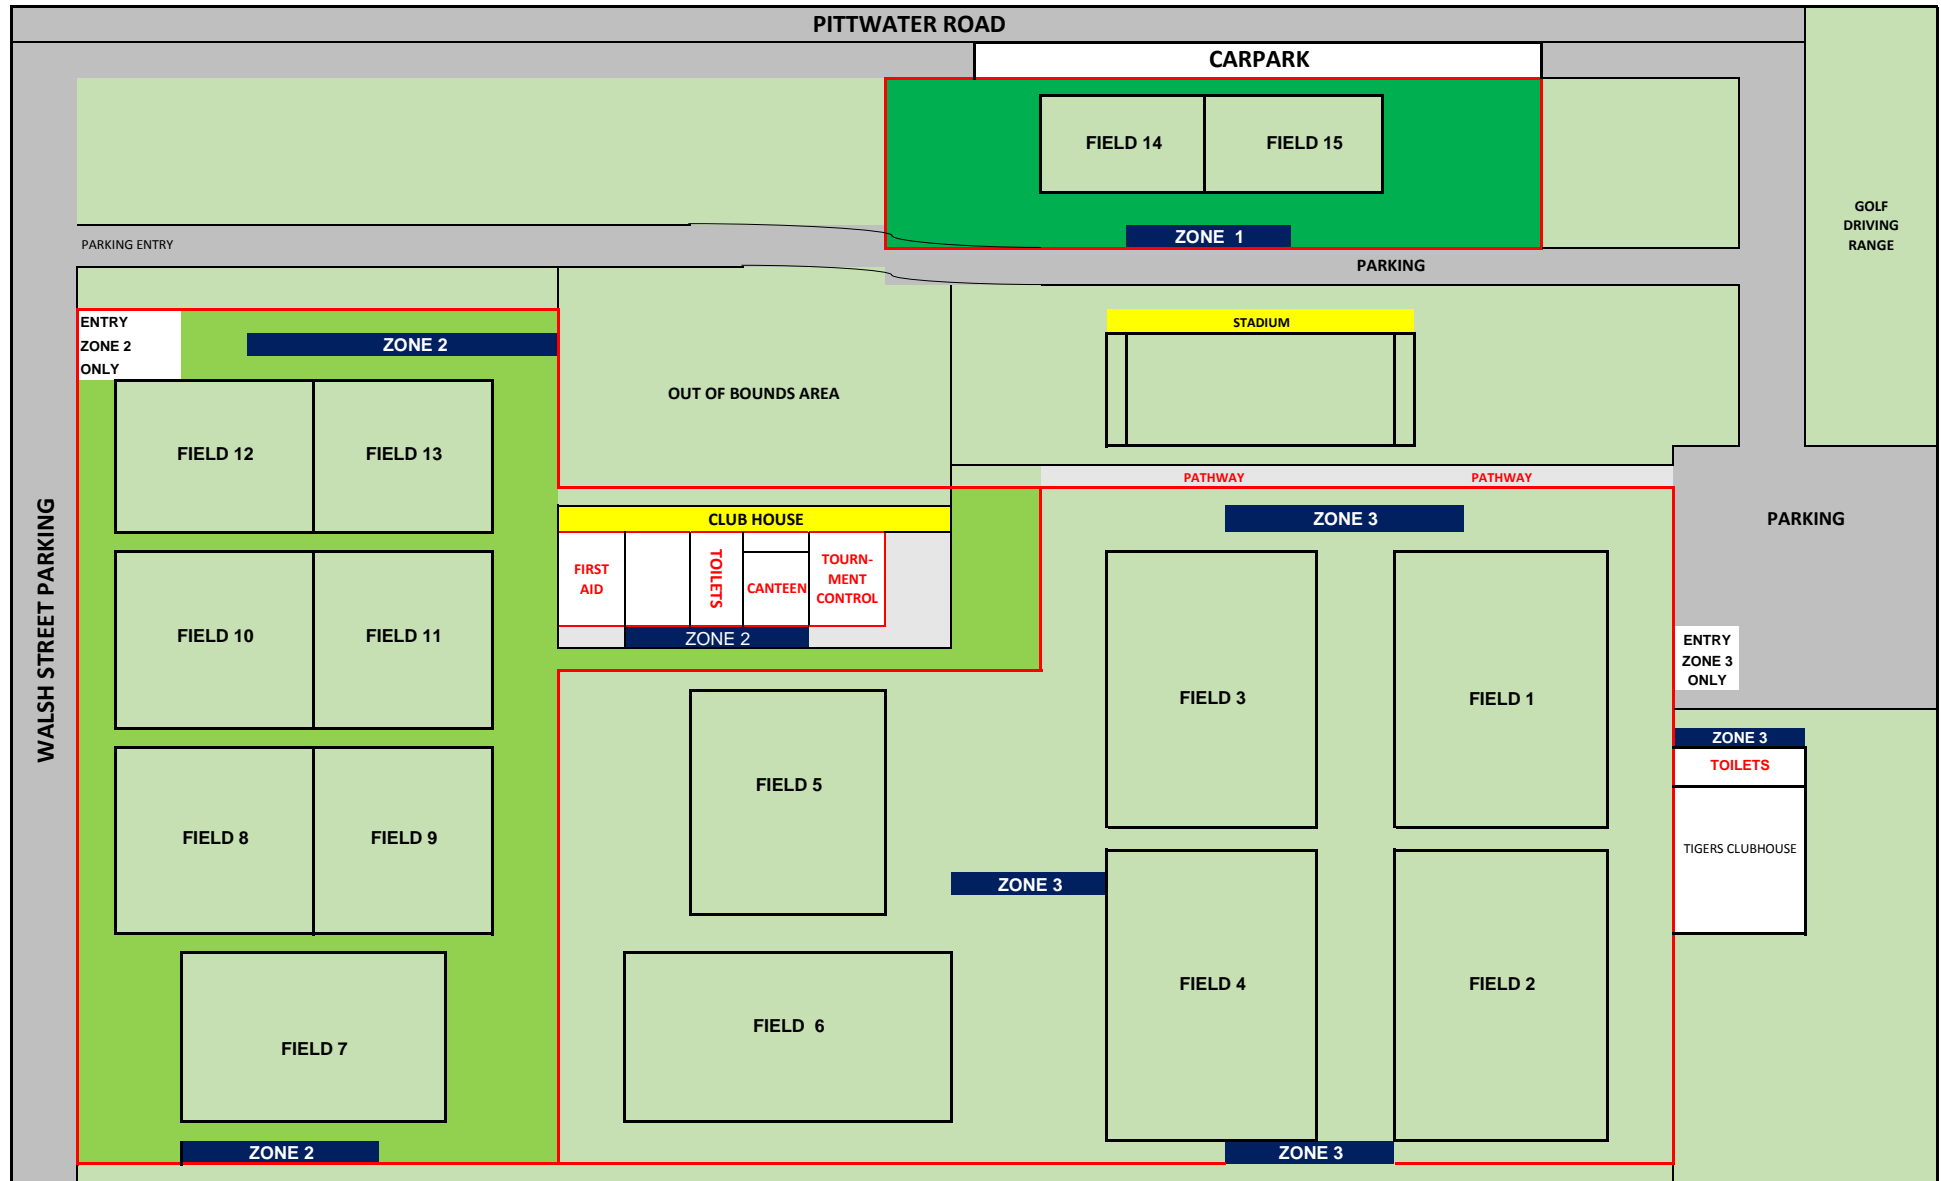 PITTWATER ROAD
CARPARK
FIELD 14
FIELD 15
GOLF
DRIVING
RANGE
ZONE 1
PARKING ENTRY
PARKING
ENTRY
ZONE 2
ONLY
ZONE 2
STADIUM
OUT OF BOUNDS AREA
FIELD 12
FIELD 13
PATHWAY
PATHWAY
WALSH STREET PARKING
CLUB HOUSE
ZONE 3
PARKING
FIRST
AID
TOILETS
CANTEEN
TOURN-
MENT
CONTROL
ZONE 2
FIELD 10
FIELD 11
ENTRY
ZONE 3
ONLY
FIELD 3
FIELD 1
ZONE 3
TOILETS
FIELD 5
FIELD 8
FIELD 9
TIGERS CLUBHOUSE
ZONE 3
FIELD 4
FIELD 2
FIELD 6
FIELD 7
ZONE 2
ZONE 3